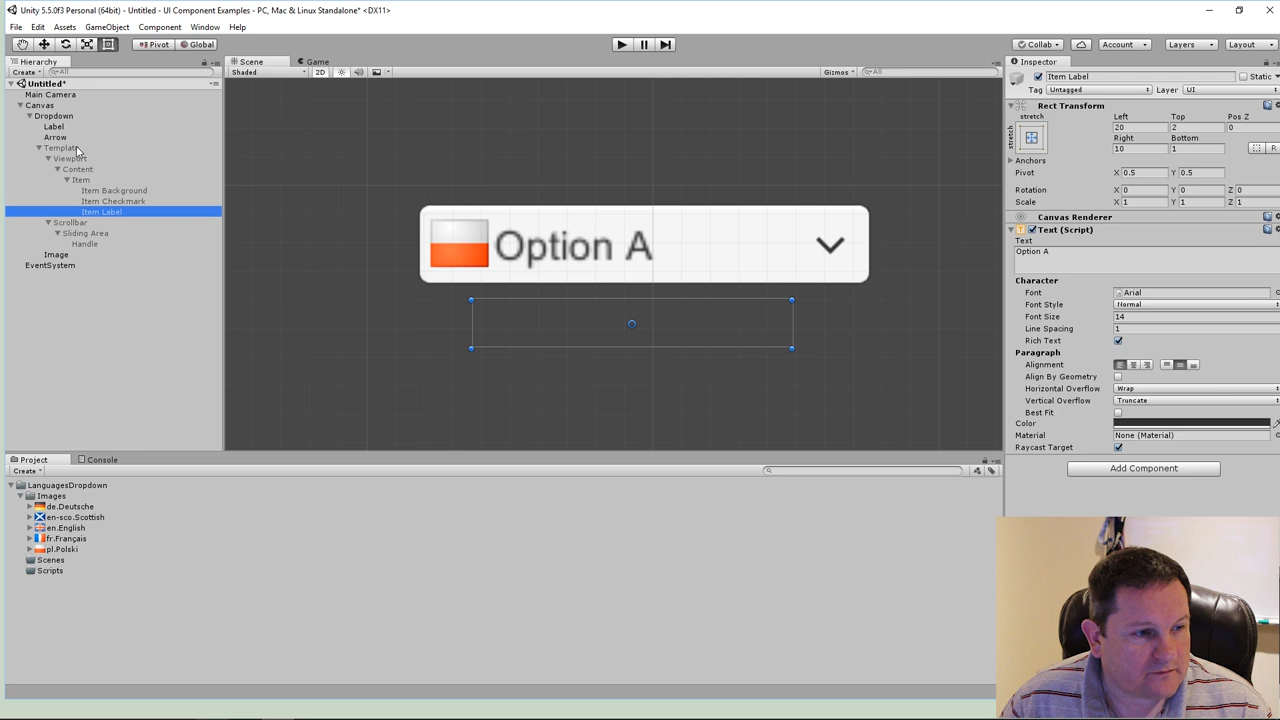 Unity 5.5.0f3 Personal (64bit) - Untitled - UI Component Examples - PC, Mac & Linux Standalone* <DX11>
File Edit Assets GameObject Component Window Help
Pivot Global Collab Account Layers Layout
Hierarchy
Create All
Untitled*
Main Camera
Canvas
Dropdown
Label
Arrow
Template
Viewport
Content
Item
Item Background
Item Checkmark
Item Label
Scrollbar
Sliding Area
Handle
Image
EventSystem
Scene Game
Shaded 2D Gizmos All
Option A
Inspector
Item Label Static
Tag Untagged Layer UI
Rect Transform
stretch Left Top Pos Z
stretch 20 2 0
Right Bottom
10 1 R
Anchors
Pivot X 0.5 Y 0.5
Rotation X 0 Y 0 Z 0
Scale X 1 Y 1 Z 1
Canvas Renderer
Text (Script)
Text
Option A
Character
Font Arial
Font Style Normal
Font Size 14
Line Spacing 1
Rich Text
Paragraph
Alignment
Align By Geometry
Horizontal Overflow Wrap
Vertical Overflow Truncate
Best Fit
Color
Material None (Material)
Raycast Target
Add Component
Project Console
Create
LanguagesDropdown
Images
de.Deutsche
en-sco.Scottish
en.English
fr.Français
pl.Polski
Scenes
Scripts